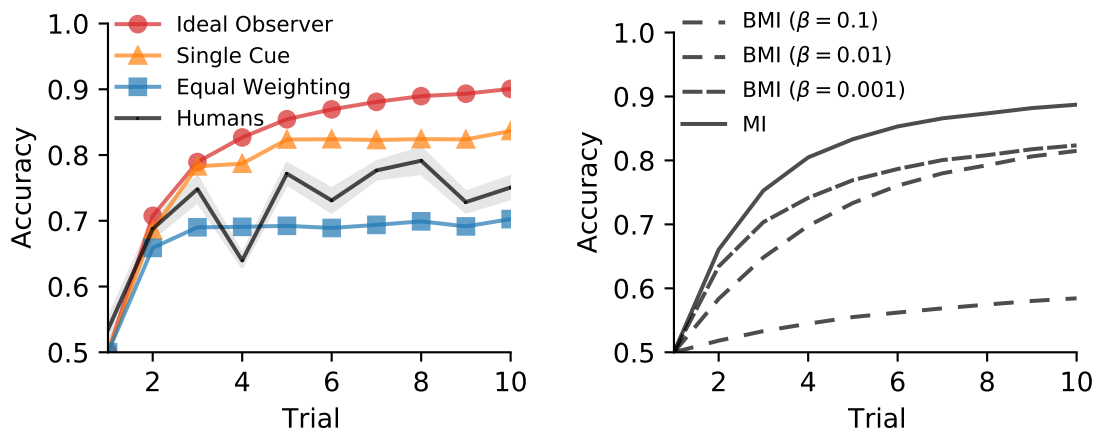 1.0
0.9
0.8
0.7
0.6
0.5
2
4
6
8
10
Accuracy
Trial
Ideal Observer
Single Cue
Equal Weighting
Humans
1.0
0.9
0.8
0.7
0.6
0.5
2
4
6
8
10
Accuracy
Trial
BMI (β = 0.1)
BMI (β = 0.01)
BMI (β = 0.001)
MI